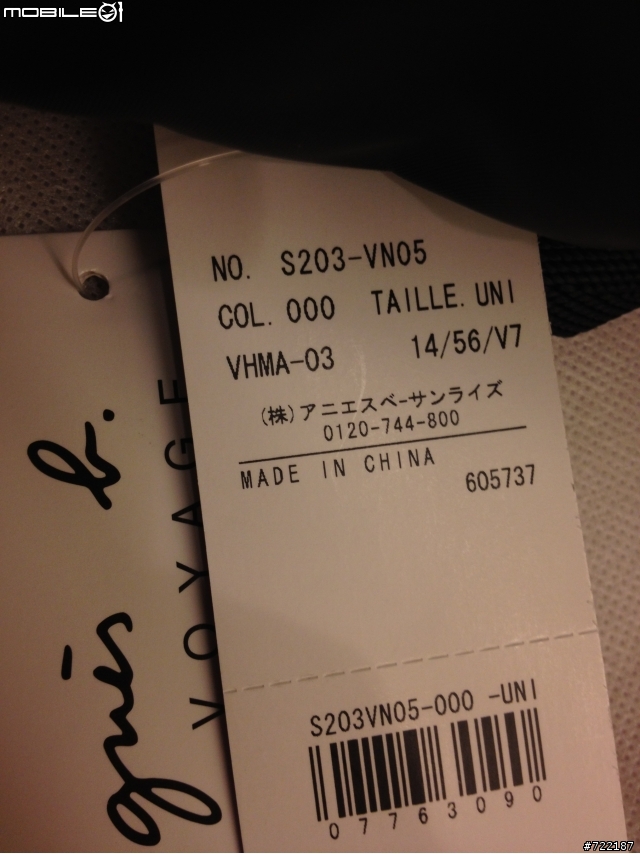 MOBILE01
NO. S203-VN05
COL. 000 TAILLE. UNI
VHMA-03 14/56/V7
(株)アニエスベーサンライズ
0120-744-800
MADE IN CHINA
605737
S203VN05-000 -UNI
07763090
gnès b.
VOYAGE
#722187